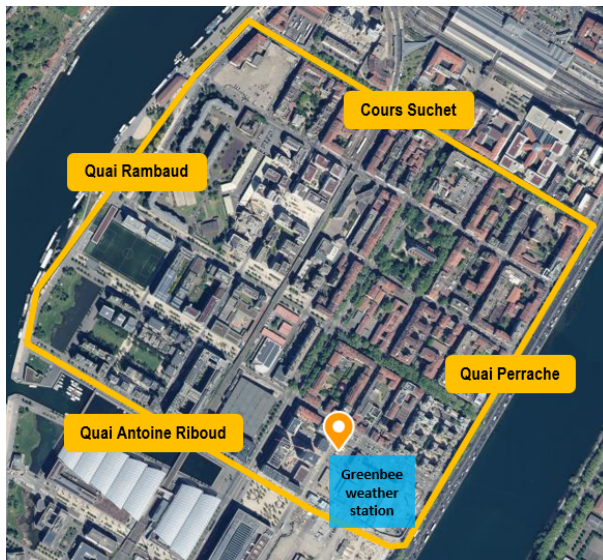 Cours Suchet
Quai Rambaud
Quai Perrache
Quai Antoine Riboud
Greenbee
weather
station